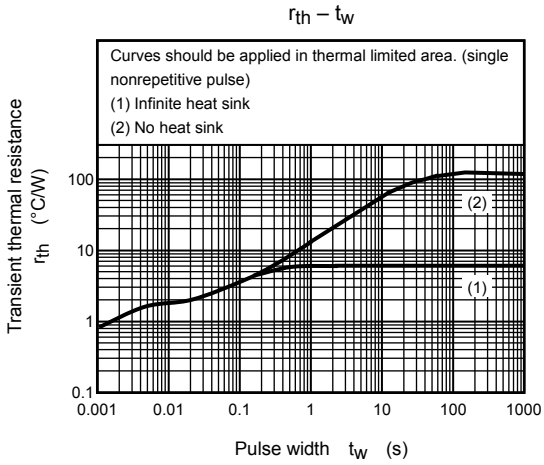 rth – tw
Curves should be applied in thermal limited area. (single
nonrepetitive pulse)
(1) Infinite heat sink
(2) No heat sink
Transient thermal resistance
rth (°C/W)
100
10
1
0.1
(2)
(1)
0.001 0.01 0.1 1 10 100 1000
Pulse width tw (s)